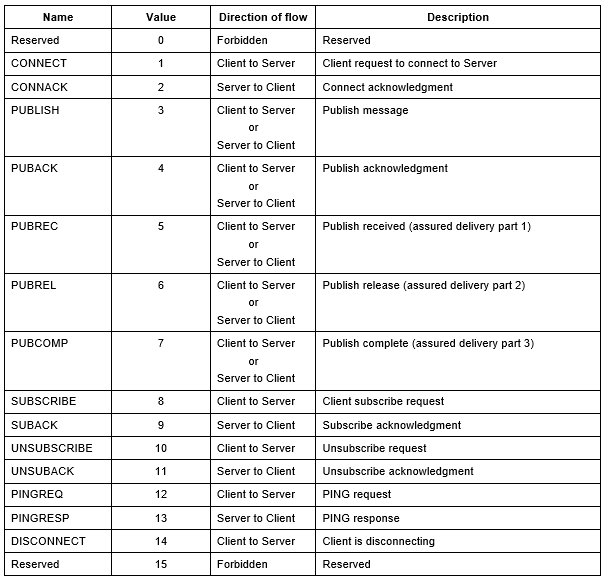 Name Value Direction of flow Description
Reserved 0 Forbidden Reserved
CONNECT 1 Client to Server Client request to connect to Server
CONNACK 2 Server to Client Connect acknowledgment
PUBLISH 3 Client to Server Publish message
or
Server to Client
PUBACK 4 Client to Server Publish acknowledgment
or
Server to Client
PUBREC 5 Client to Server Publish received (assured delivery part 1)
or
Server to Client
PUBREL 6 Client to Server Publish release (assured delivery part 2)
or
Server to Client
PUBCOMP 7 Client to Server Publish complete (assured delivery part 3)
or
Server to Client
SUBSCRIBE 8 Client to Server Client subscribe request
SUBACK 9 Server to Client Subscribe acknowledgment
UNSUBSCRIBE 10 Client to Server Unsubscribe request
UNSUBACK 11 Server to Client Unsubscribe acknowledgment
PINGREQ 12 Client to Server PING request
PINGRESP 13 Server to Client PING response
DISCONNECT 14 Client to Server Client is disconnecting
Reserved 15 Forbidden Reserved